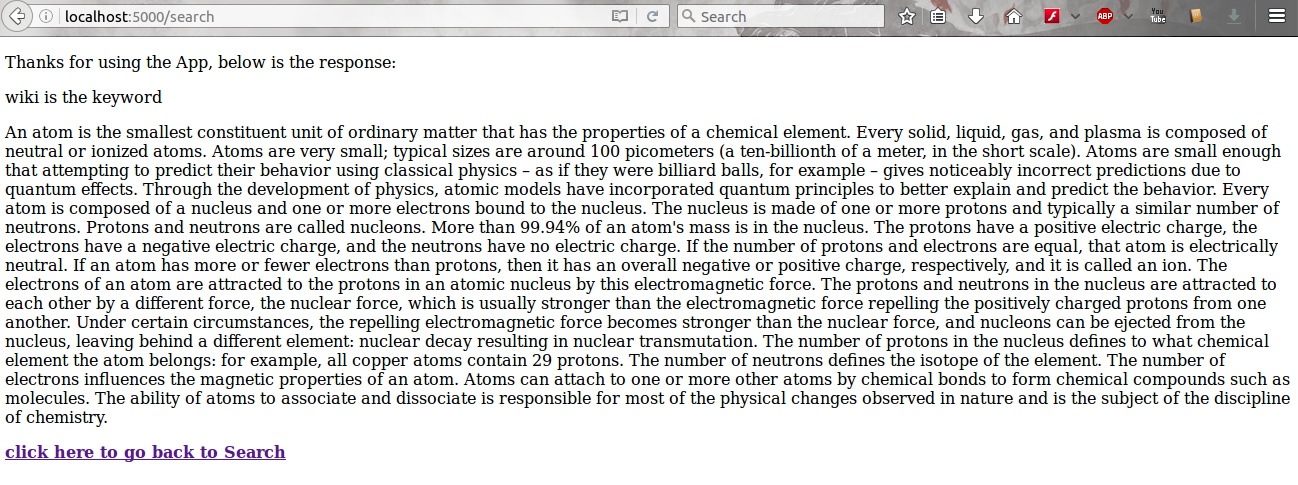 localhost:5000/search
Search
ABP
You
Tube
Thanks for using the App, below is the response:
wiki is the keyword
An atom is the smallest constituent unit of ordinary matter that has the properties of a chemical element. Every solid, liquid, gas, and plasma is composed of
neutral or ionized atoms. Atoms are very small; typical sizes are around 100 picometers (a ten-billionth of a meter, in the short scale). Atoms are small enough
that attempting to predict their behavior using classical physics – as if they were billiard balls, for example – gives noticeably incorrect predictions due to
quantum effects. Through the development of physics, atomic models have incorporated quantum principles to better explain and predict the behavior. Every
atom is composed of a nucleus and one or more electrons bound to the nucleus. The nucleus is made of one or more protons and typically a similar number of
neutrons. Protons and neutrons are called nucleons. More than 99.94% of an atom's mass is in the nucleus. The protons have a positive electric charge, the
electrons have a negative electric charge, and the neutrons have no electric charge. If the number of protons and electrons are equal, that atom is electrically
neutral. If an atom has more or fewer electrons than protons, then it has an overall negative or positive charge, respectively, and it is called an ion. The
electrons of an atom are attracted to the protons in an atomic nucleus by this electromagnetic force. The protons and neutrons in the nucleus are attracted to
each other by a different force, the nuclear force, which is usually stronger than the electromagnetic force repelling the positively charged protons from one
another. Under certain circumstances, the repelling electromagnetic force becomes stronger than the nuclear force, and nucleons can be ejected from the
nucleus, leaving behind a different element: nuclear decay resulting in nuclear transmutation. The number of protons in the nucleus defines to what chemical
element the atom belongs: for example, all copper atoms contain 29 protons. The number of neutrons defines the isotope of the element. The number of
electrons influences the magnetic properties of an atom. Atoms can attach to one or more other atoms by chemical bonds to form chemical compounds such as
molecules. The ability of atoms to associate and dissociate is responsible for most of the physical changes observed in nature and is the subject of the discipline
of chemistry.
click here to go back to Search